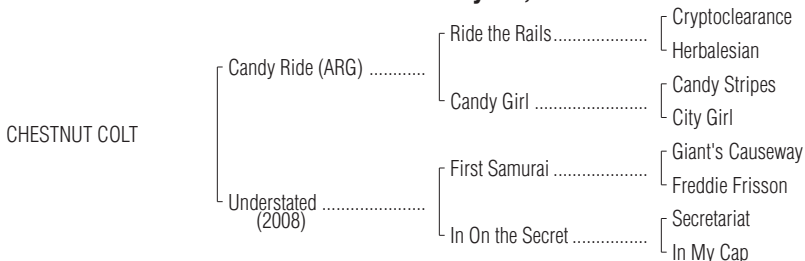 Cryptoclearance
Ride the Rails
Herbalesian
Candy Ride (ARG)
Candy Stripes
Candy Girl
City Girl
CHESTNUT COLT
Giant's Causeway
First Samurai
Freddie Frisson
Understated
(2008)
Secretariat
In On the Secret
In My Cap